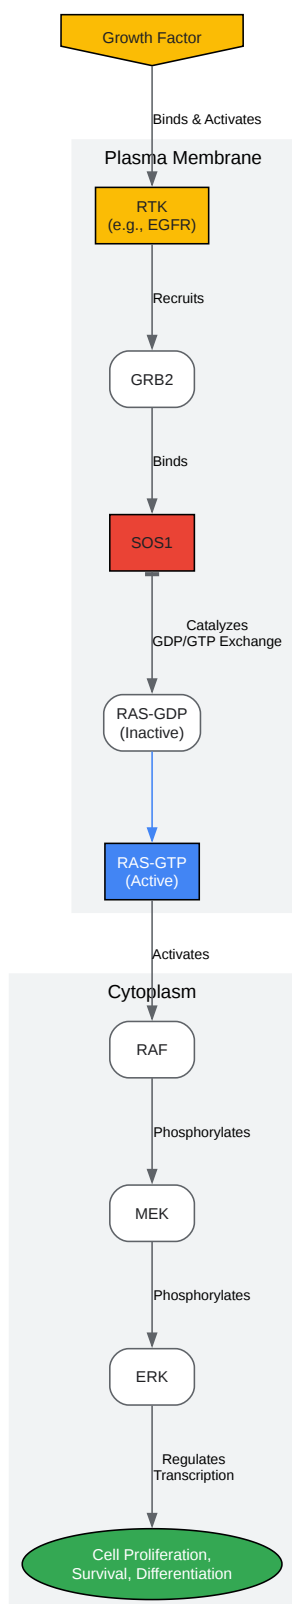 Growth Factor
Binds & Activates
Plasma Membrane
RTK
(e.g., EGFR)
Recruits
GRB2
Binds
SOS1
Catalyzes
GDP/GTP Exchange
RAS-GDP
(Inactive)
RAS-GTP
(Active)
Activates
Cytoplasm
RAF
Phosphorylates
MEK
Phosphorylates
ERK
Regulates
Transcription
Cell Proliferation,
Survival, Differentiation